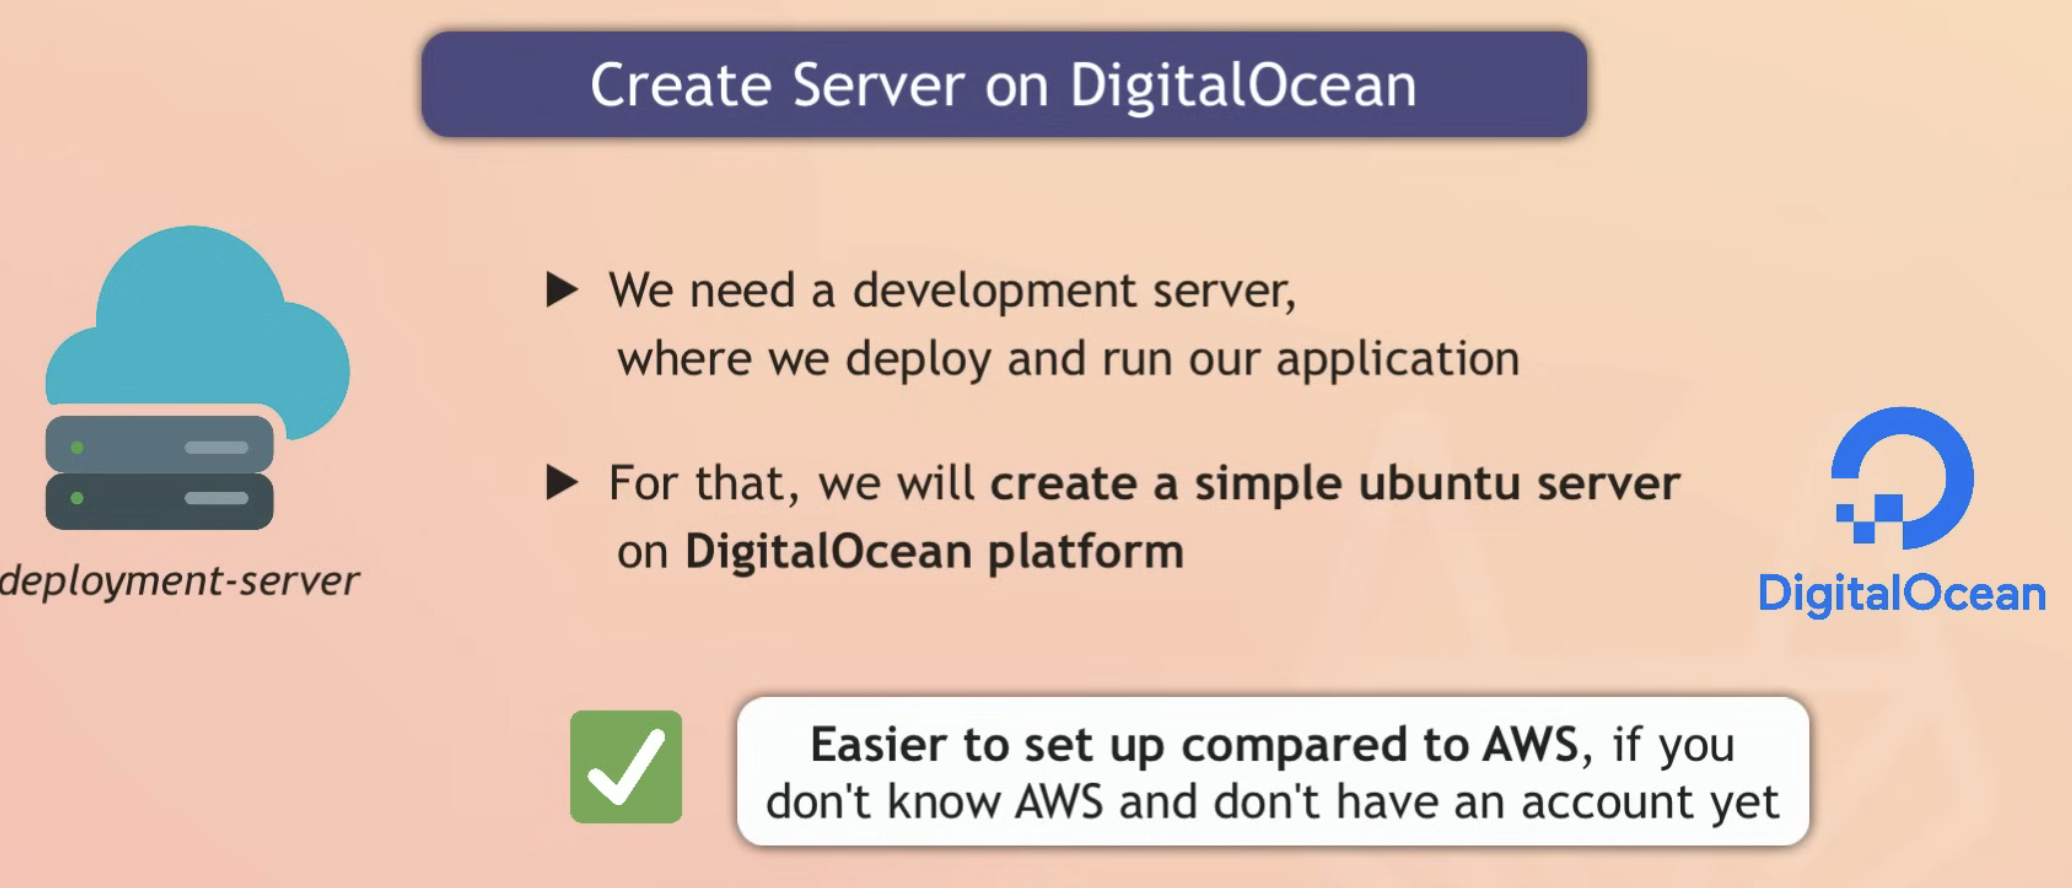 Create Server on DigitalOcean
We need a development server,
where we deploy and run our application
For that, we will create a simple ubuntu server
on DigitalOcean platform
deployment-server
DigitalOcean
Easier to set up compared to AWS, if you
don't know AWS and don't have an account yet